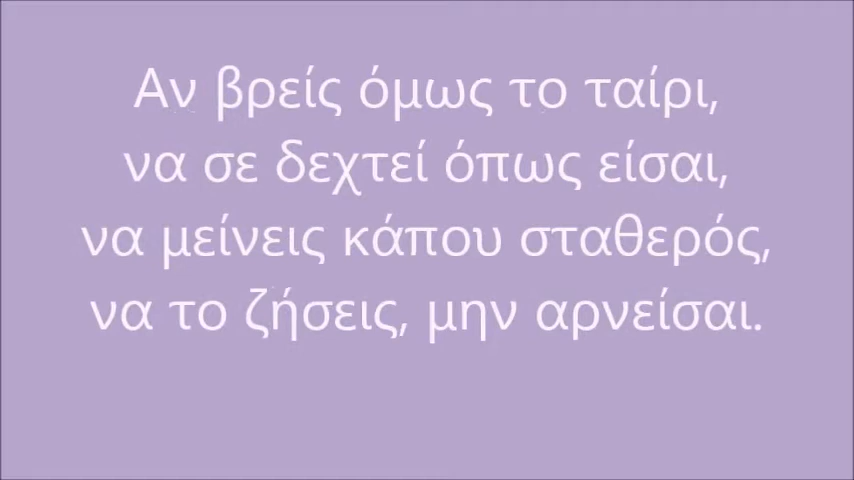 Αν βρείς όμως το ταίρι,
να σε δεχτεί όπως είσαι,
να μείνεις κάπου σταθερός,
να το ζήσεις, μην αρνείσαι.